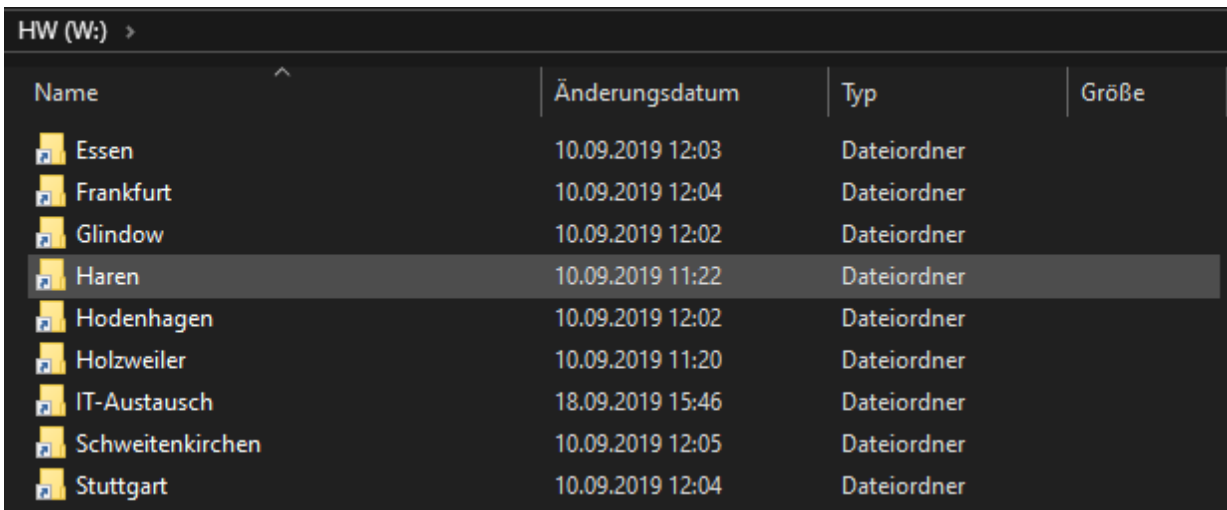 HW (W:) >
Name Änderungsdatum Typ Größe
Essen 10.09.2019 12:03 Dateiordner
Frankfurt 10.09.2019 12:04 Dateiordner
Glindow 10.09.2019 12:02 Dateiordner
Haren 10.09.2019 11:22 Dateiordner
Hodenhagen 10.09.2019 12:02 Dateiordner
Holzweiler 10.09.2019 11:20 Dateiordner
IT-Austausch 18.09.2019 15:46 Dateiordner
Schweitenkirchen 10.09.2019 12:05 Dateiordner
Stuttgart 10.09.2019 12:04 Dateiordner